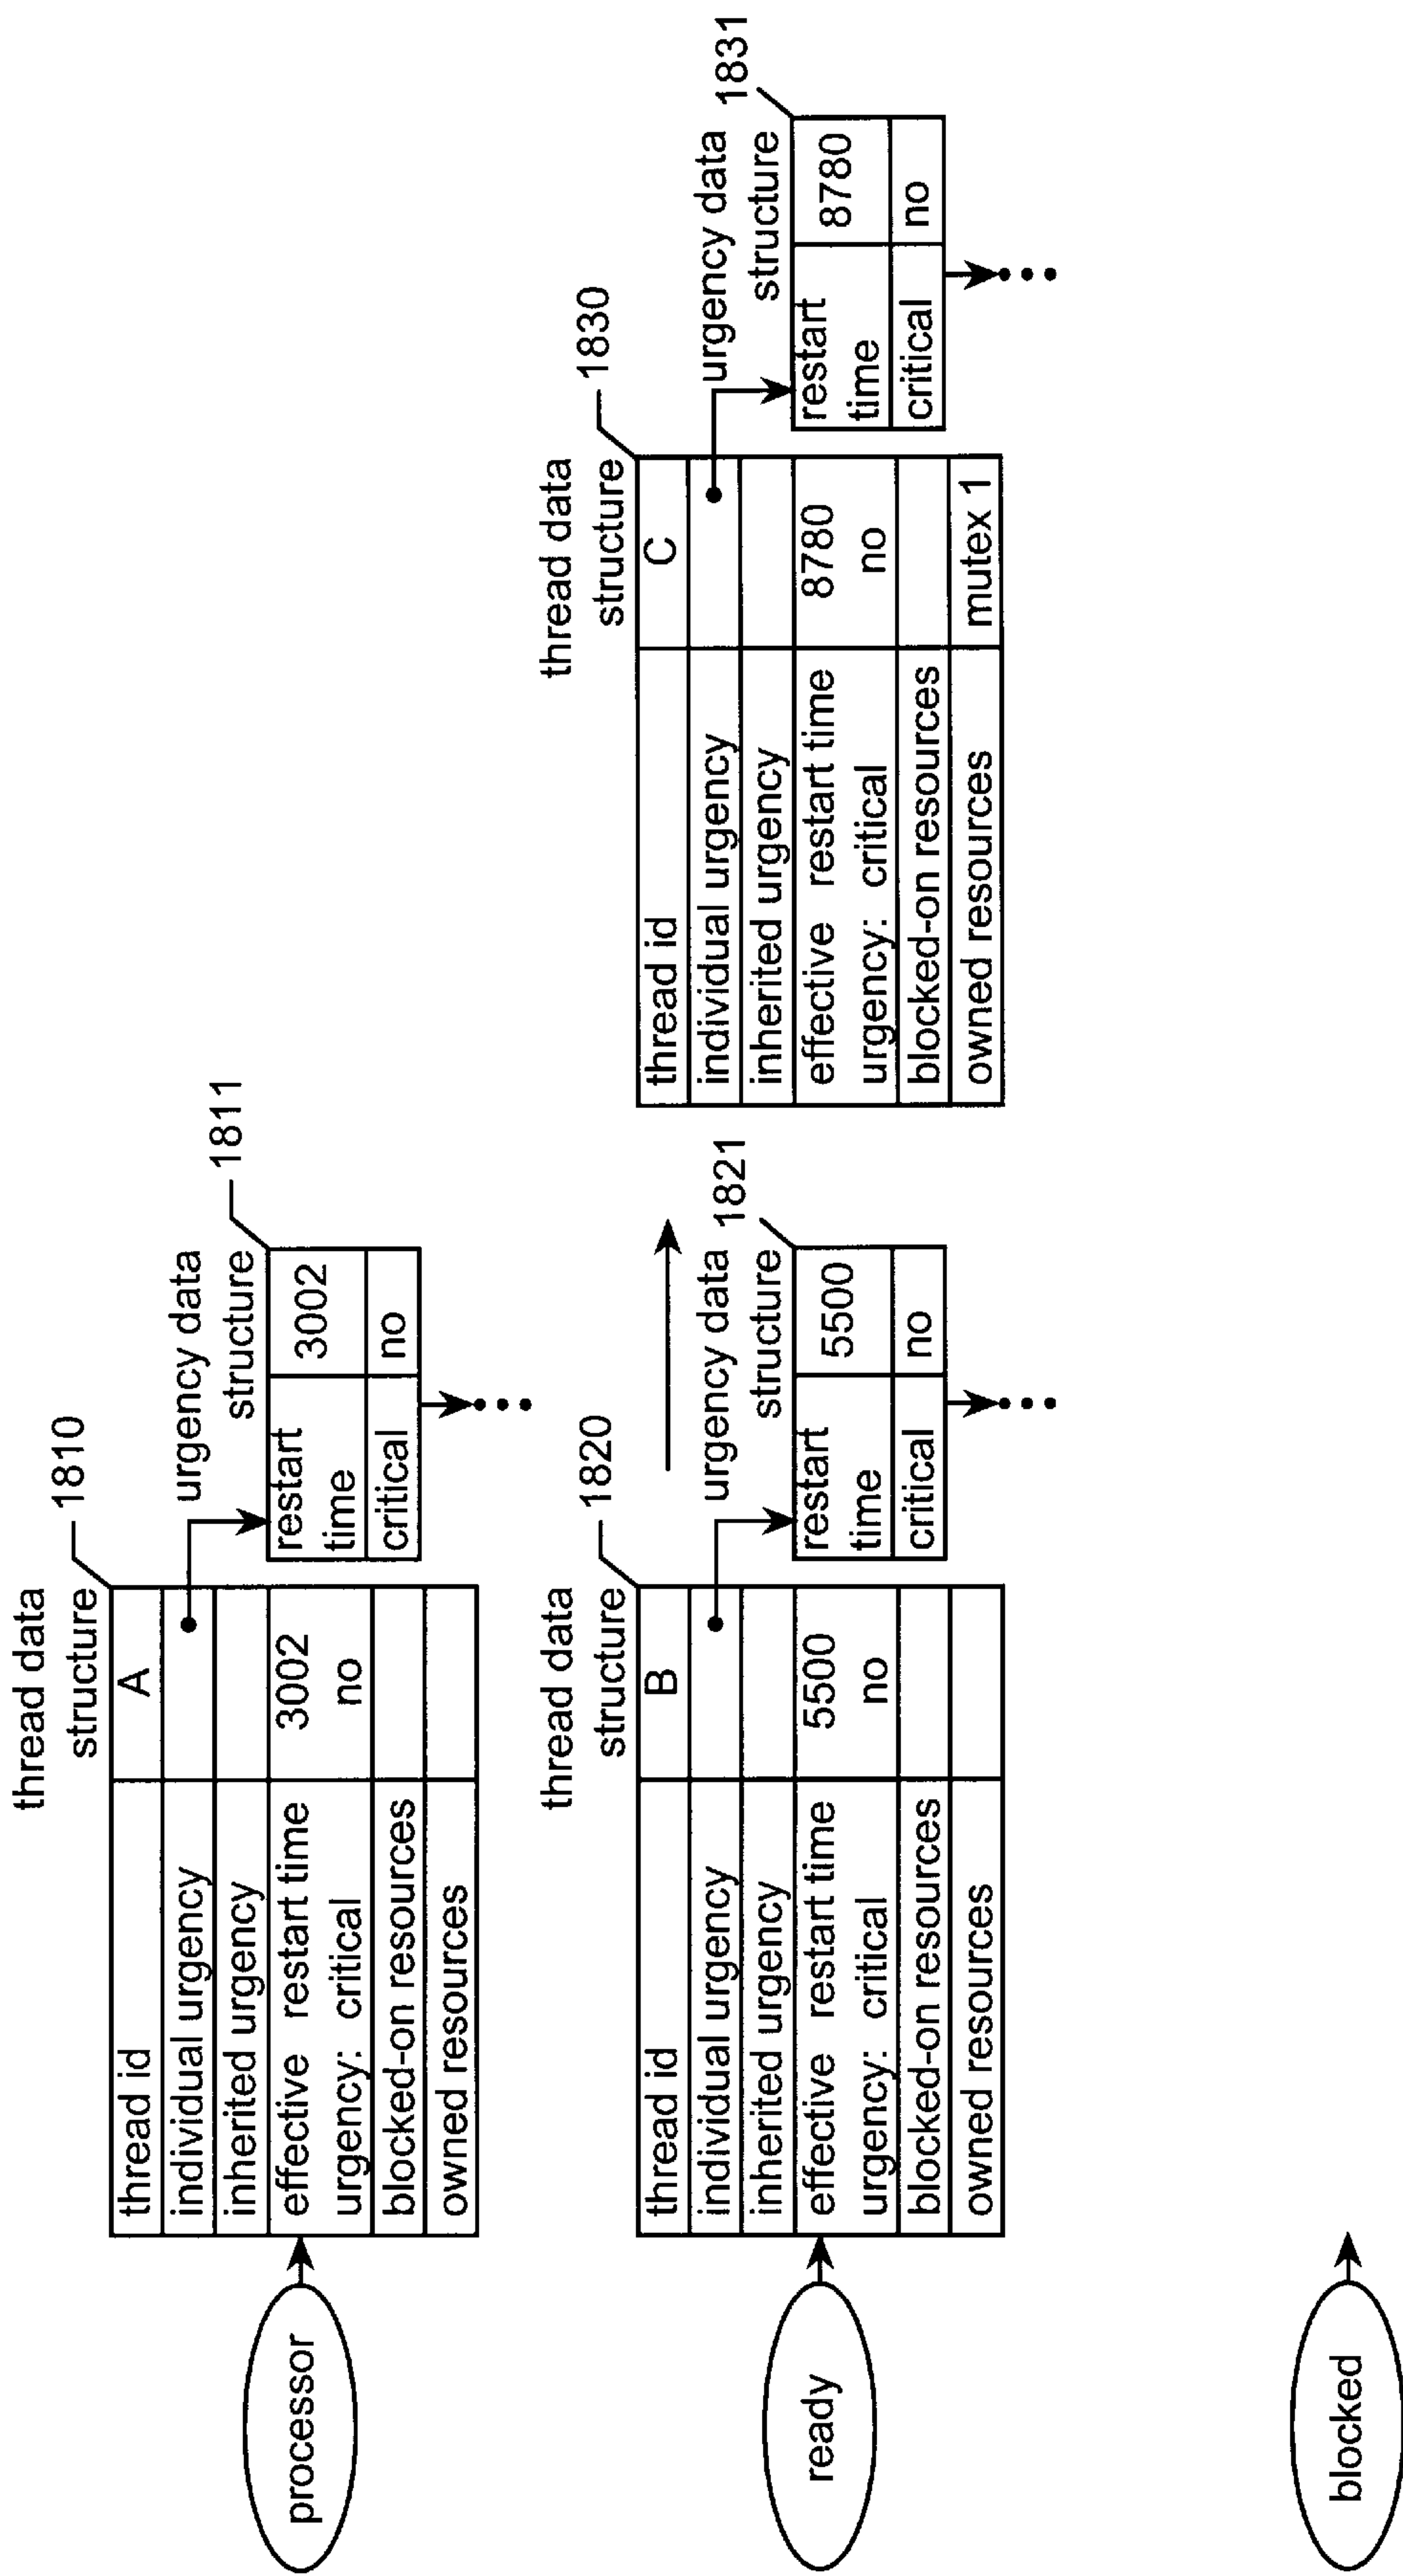 thread data
structure
1810
processor
thread id A
individual urgency
inherited urgency
effective restart time 3002
urgency: critical no
blocked-on resources
owned resources
urgency data
structure
1811
restart
time 3002
critical no
thread data
structure
1820
ready
thread id B
individual urgency
inherited urgency
effective restart time 5500
urgency: critical no
blocked-on resources
owned resources
urgency data
structure
1821
restart
time 5500
critical no
thread data
structure
1830
thread id C
individual urgency
inherited urgency
effective restart time 8780
urgency: critical no
blocked-on resources
owned resources mutex 1
urgency data
structure
1831
restart
time 8780
critical no
blocked